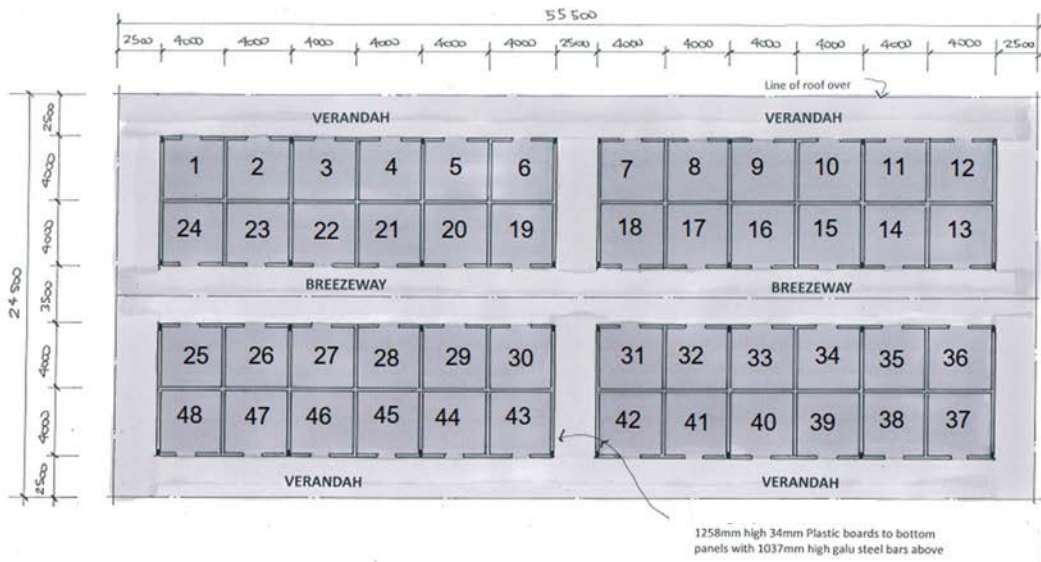 55 500
2500 4000 4000 4000 4000 4000 4000 2500 4000 4000 4000 4000 4000 4000 2500
Line of roof over
2500
VERANDAH VERANDAH
4000
1 2 3 4 5 6 7 8 9 10 11 12
4000
24 23 22 21 20 19 18 17 16 15 14 13
24 500
3500
BREEZEWAY BREEZEWAY
4000
25 26 27 28 29 30 31 32 33 34 35 36
4000
48 47 46 45 44 43 42 41 40 39 38 37
2500
VERANDAH VERANDAH
1258mm high 34mm Plastic boards to bottom
panels with 1037mm high galu steel bars above